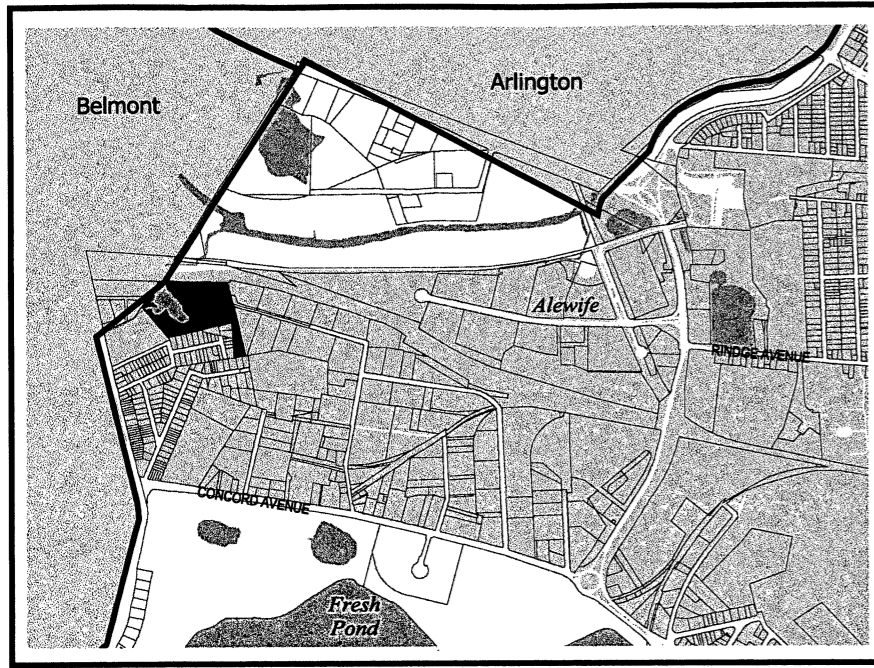 Arlington
Belmont
Alewife
RINDGE AVENUE
CONCORD AVENUE
Fresh
Pond